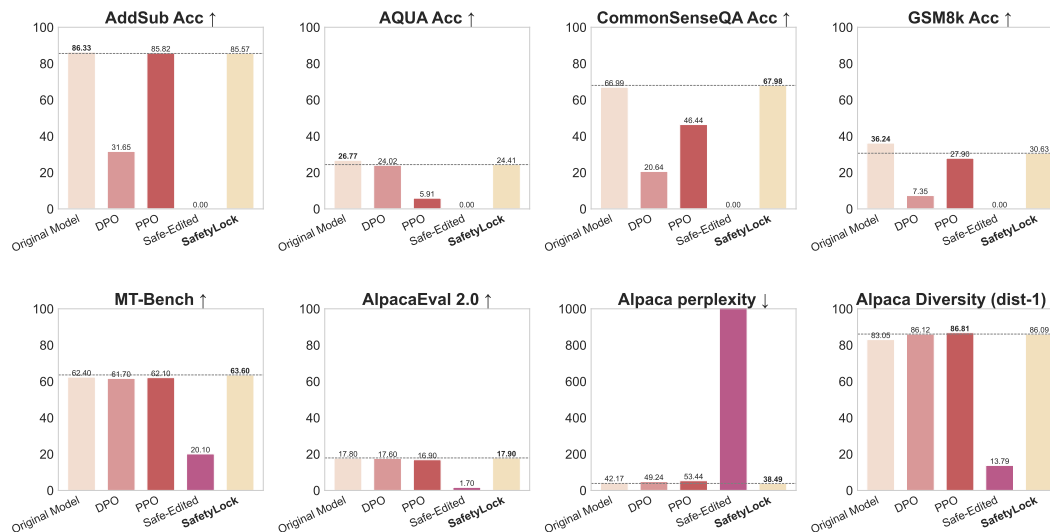 AddSub Acc ↑
100
80
60
40
20
0
86.33
31.65
85.82
0.00
85.57
Original Model
DPO
PPO
Safe-Edited
SafetyLock
AQUA Acc ↑
100
80
60
40
20
0
26.77
24.02
5.91
0.00
24.41
Original Model
DPO
PPO
Safe-Edited
SafetyLock
CommonSenseQA Acc ↑
100
80
60
40
20
0
66.99
20.64
46.44
0.00
67.98
Original Model
DPO
PPO
Safe-Edited
SafetyLock
GSM8k Acc ↑
100
80
60
40
20
0
36.24
7.35
27.90
0.00
30.63
Original Model
DPO
PPO
Safe-Edited
SafetyLock
MT-Bench ↑
100
80
60
40
20
0
62.40
61.70
62.10
20.10
63.60
Original Model
DPO
PPO
Safe-Edited
SafetyLock
AlpacaEval 2.0 ↑
100
80
60
40
20
0
17.80
17.60
16.90
1.70
17.90
Original Model
DPO
PPO
Safe-Edited
SafetyLock
Alpaca perplexity ↓
1000
800
600
400
200
0
42.17
49.24
53.44
38.49
Original Model
DPO
PPO
Safe-Edited
SafetyLock
Alpaca Diversity (dist-1)
100
80
60
40
20
0
83.05
86.12
86.81
13.79
86.09
Original Model
DPO
PPO
Safe-Edited
SafetyLock